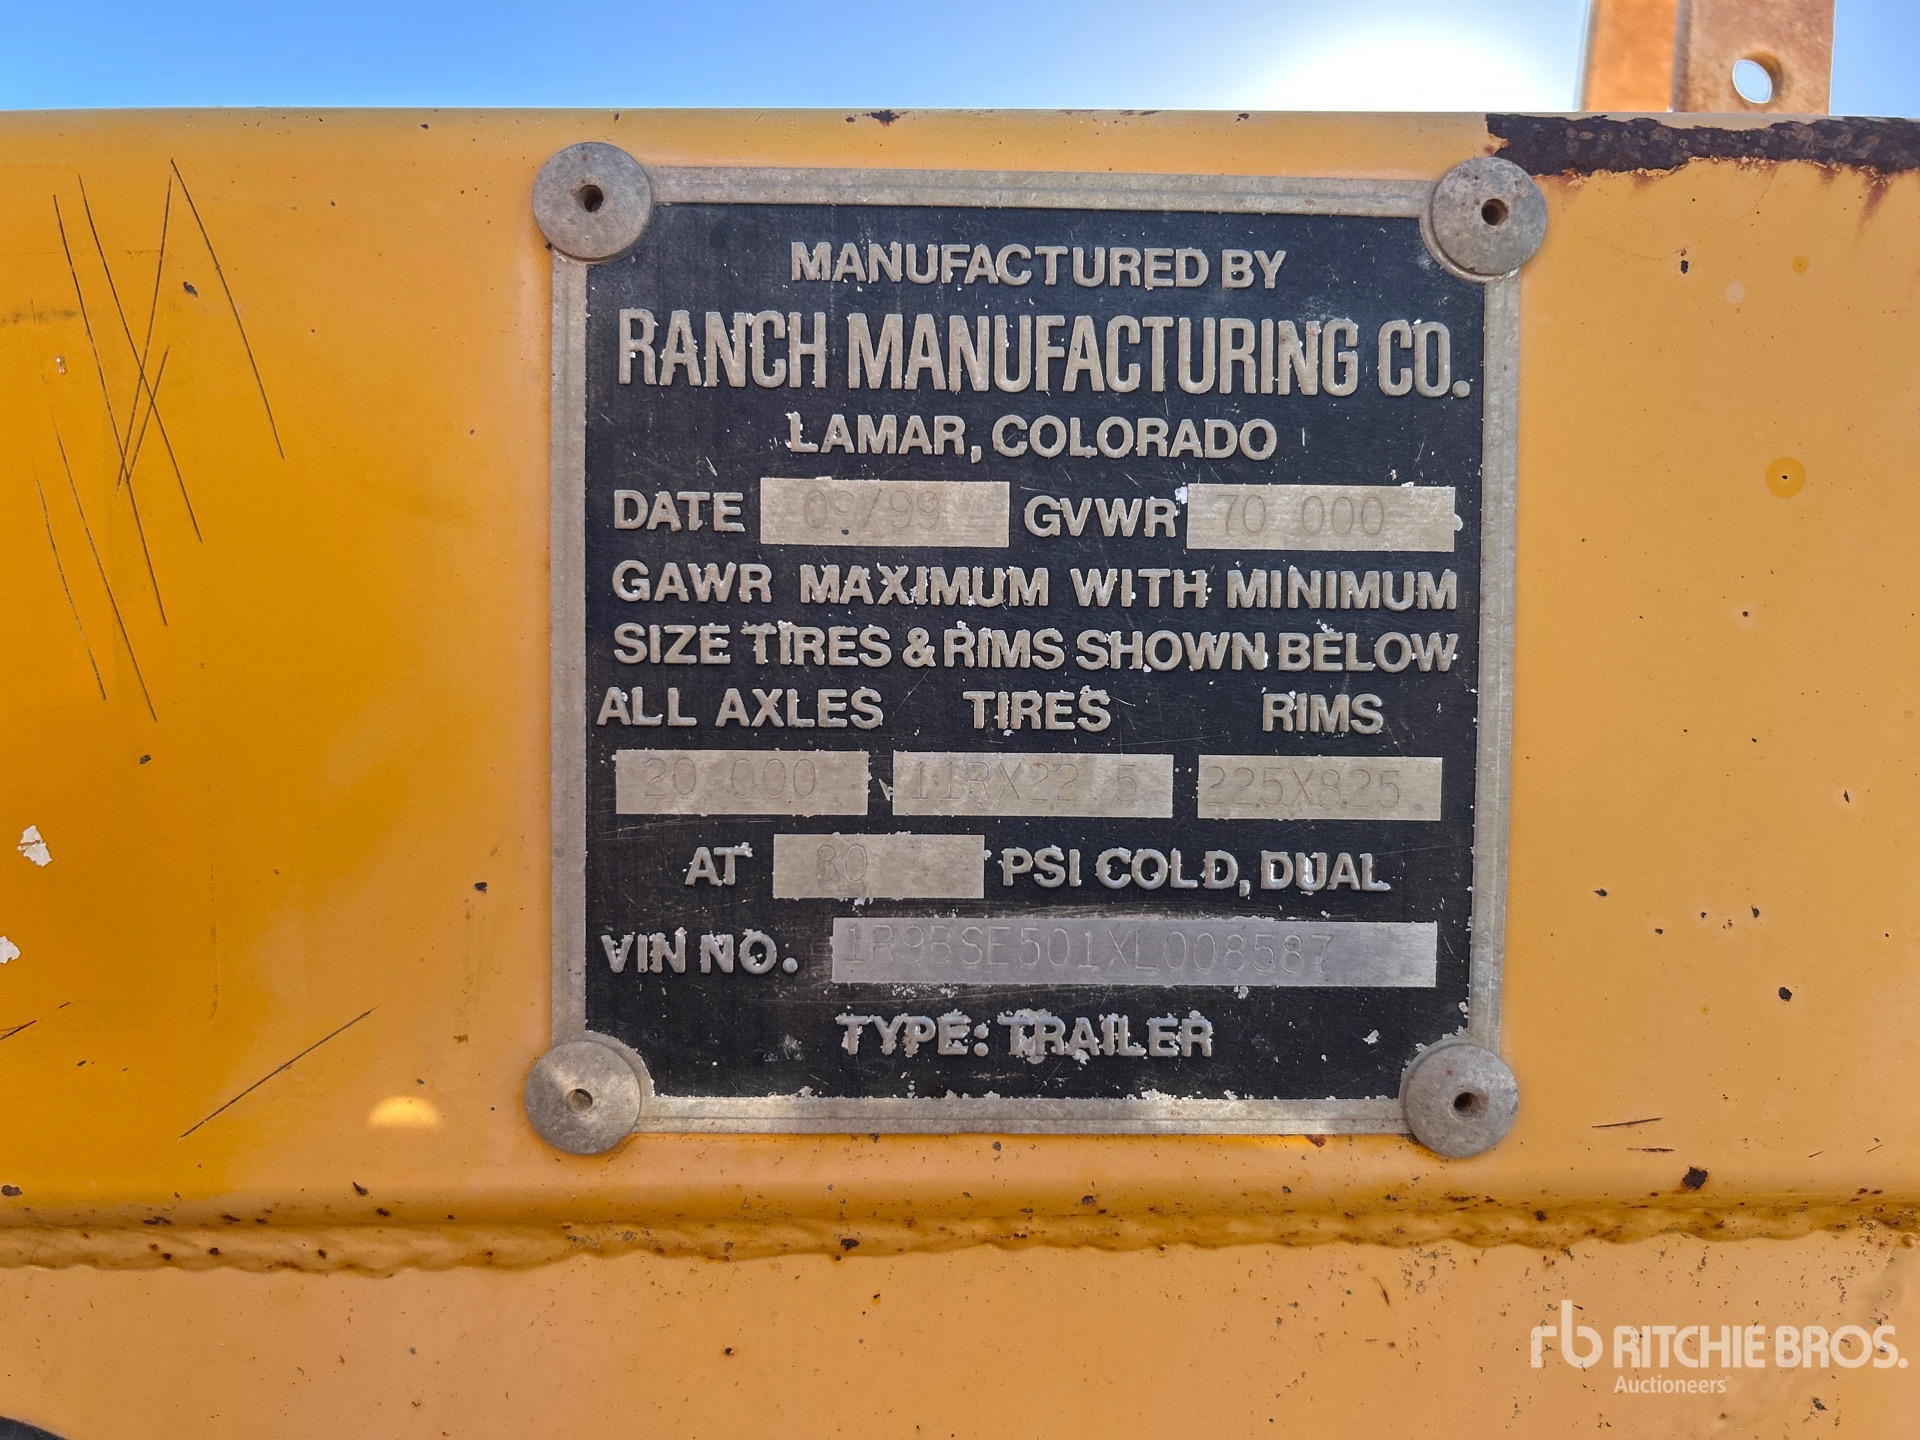 MANUFACTURED BY
RANCH MANUFACTURING CO.
LAMAR, COLORADO
DATE 09/99 GVWR 70 000
GAWR MAXIMUM WITH MINIMUM
SIZE TIRES & RIMS SHOWN BELOW
ALL AXLES TIRES RIMS
20 000 11RX22 5 225X825
AT 80 PSI COLD, DUAL
VIN NO. 1R9BSE501XL008587
TYPE: TRAILER
rb RITCHIE BROS.
Auctioneers